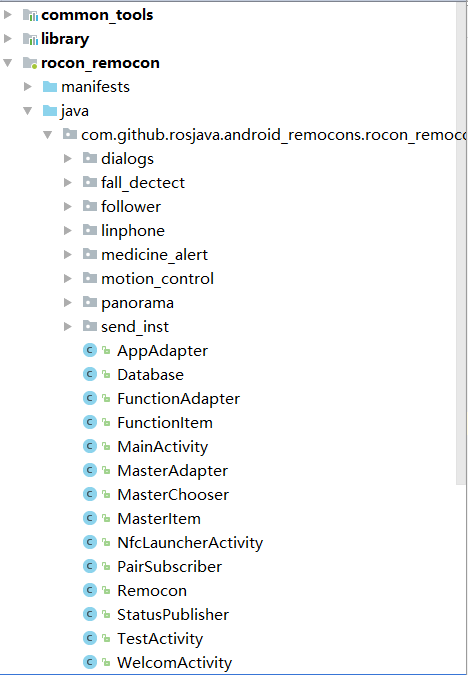 common_tools
library
rocon_remocon
manifests
java
com.github.rosjava.android_remocons.rocon_remoco
dialogs
fall_dectect
follower
linphone
medicine_alert
motion_control
panorama
send_inst
C AppAdapter
C Database
C FunctionAdapter
C FunctionItem
C MainActivity
C MasterAdapter
C MasterChooser
C MasterItem
C NfcLauncherActivity
C PairSubscriber
C Remocon
C StatusPublisher
C TestActivity
C WelcomActivity